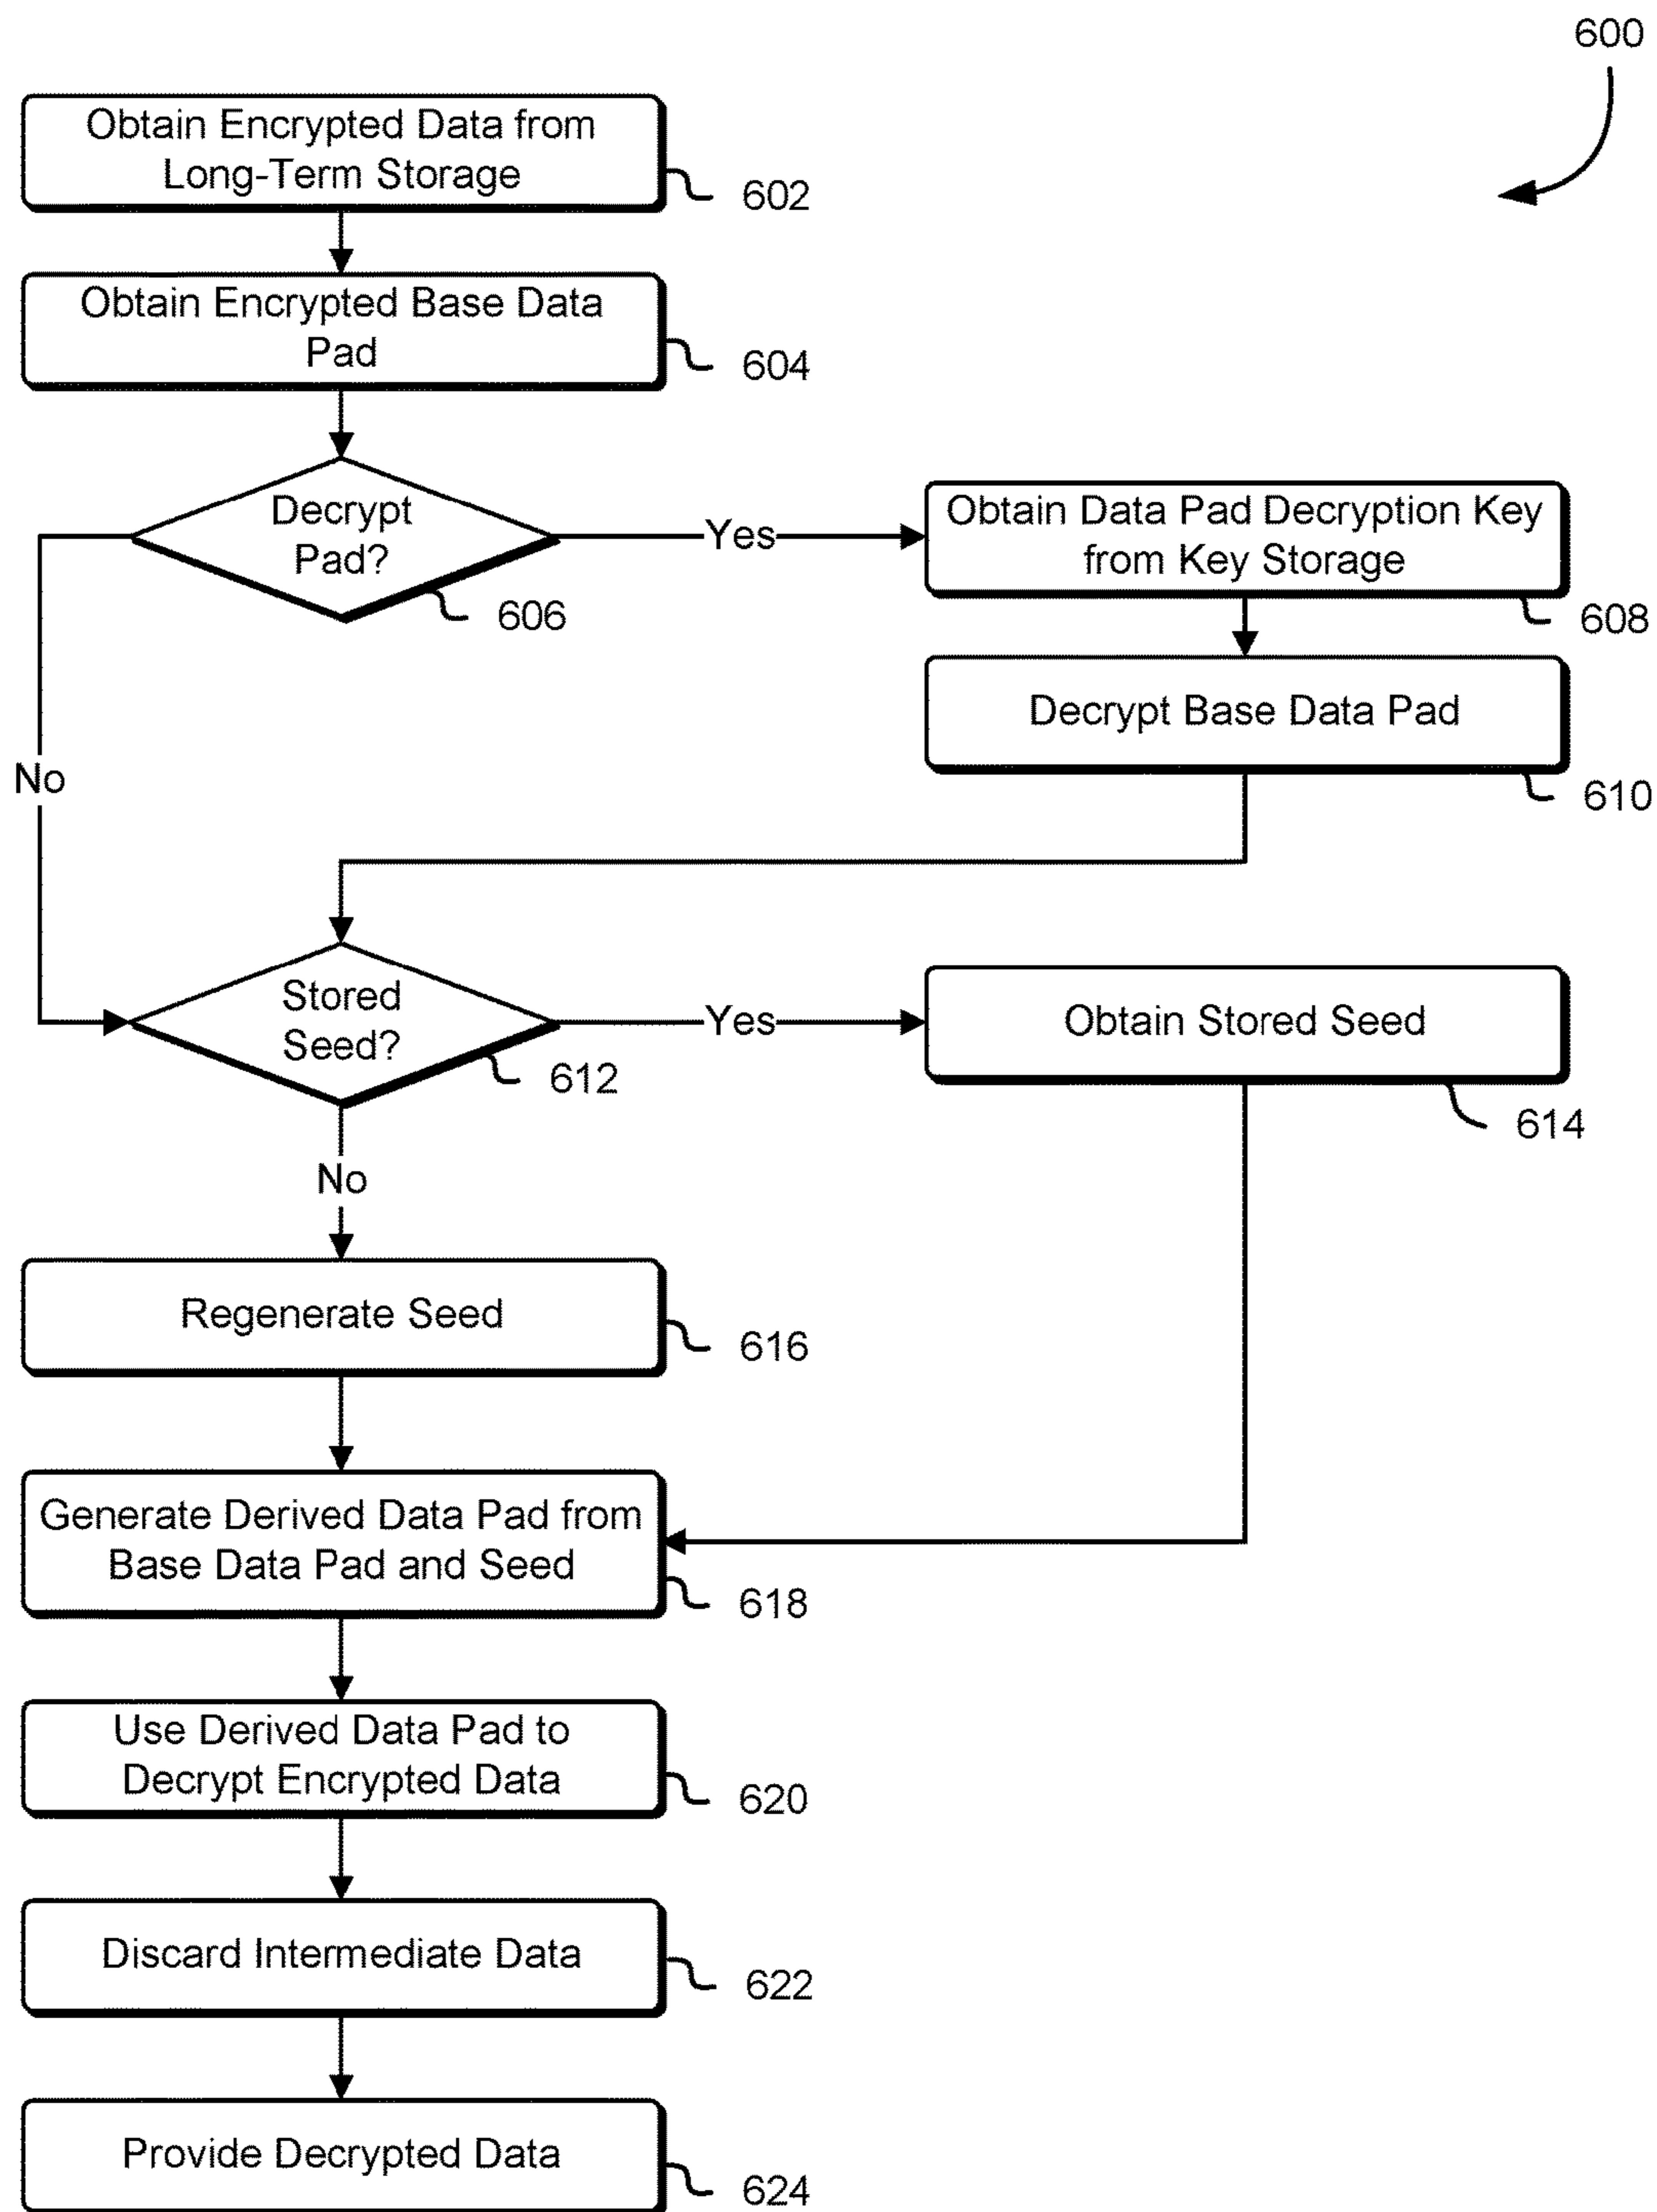 600
Obtain Encrypted Data from
Long-Term Storage
602
Obtain Encrypted Base Data
Pad
604
Decrypt
Pad?
606
Yes
Obtain Data Pad Decryption Key
from Key Storage
608
Decrypt Base Data Pad
610
No
Stored
Seed?
612
Yes
Obtain Stored Seed
614
No
Regenerate Seed
616
Generate Derived Data Pad from
Base Data Pad and Seed
618
Use Derived Data Pad to
Decrypt Encrypted Data
620
Discard Intermediate Data
622
Provide Decrypted Data
624